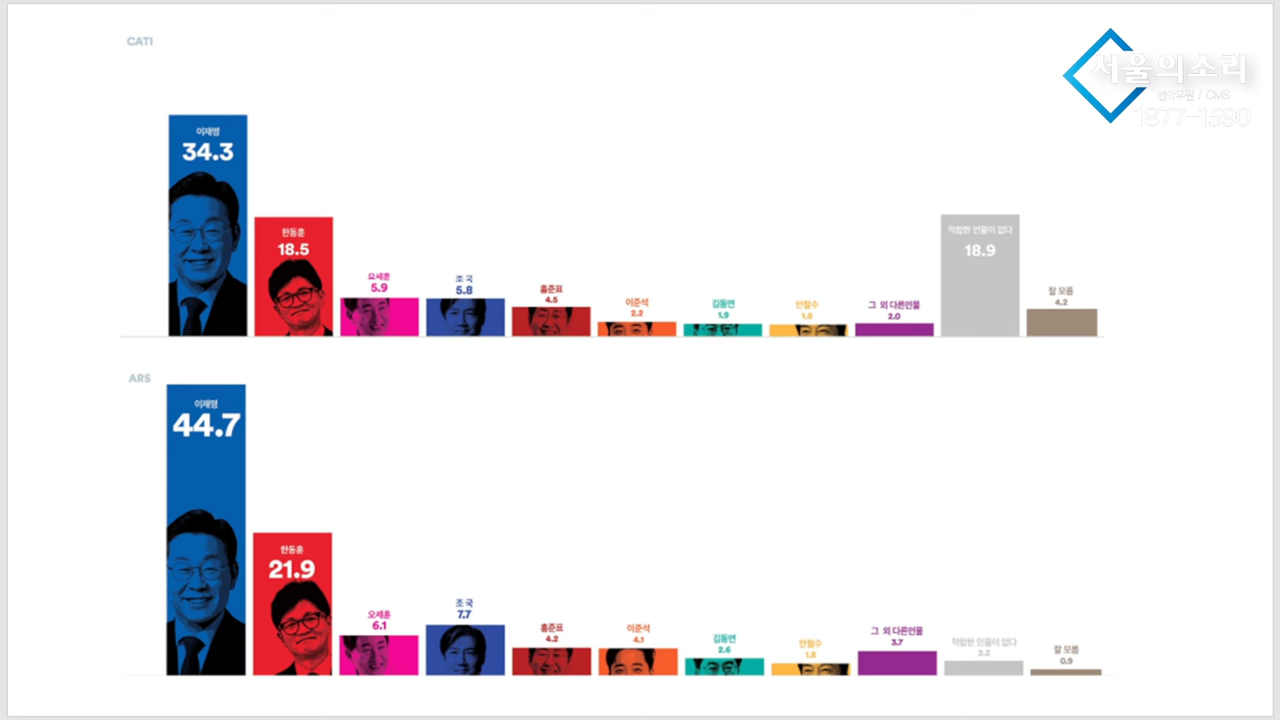 CATI
서울의소리
1877-1590
이재명
34.3
한동훈
18.5
오세훈
5.9
조 국
5.8
홍준표
4.5
이준석
2.2
김동연
1.9
안철수
1.8
그 외 다른인물
2.0
적합한 인물이 없다
18.9
잘 모름
4.2
ARS
이재명
44.7
한동훈
21.9
오세훈
6.1
조 국
7.7
홍준표
4.2
이준석
4.1
김동연
2.6
안철수
1.8
그 외 다른인물
3.7
적합한 인물이 없다
2.2
잘 모름
0.9